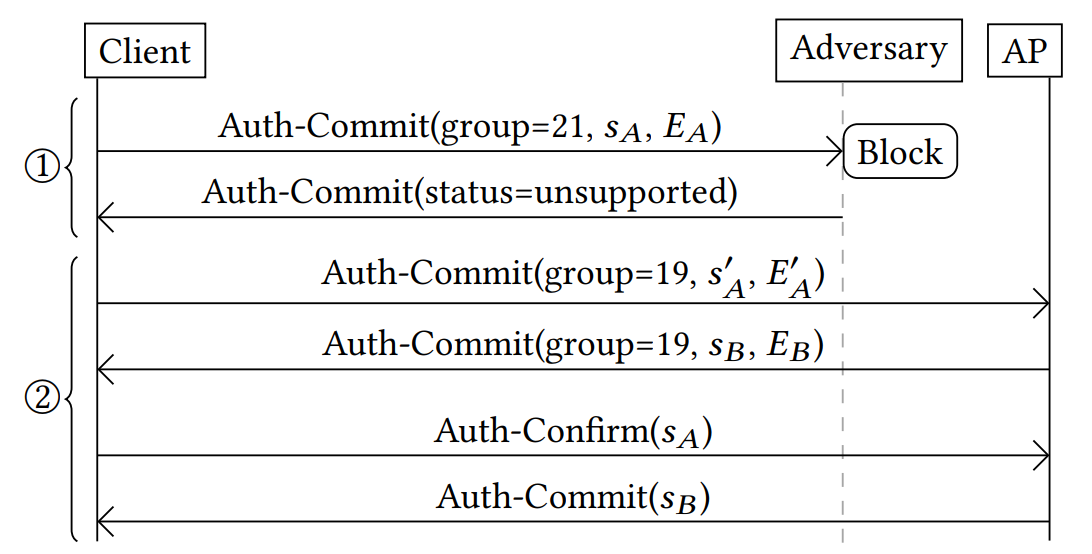 Client
Adversary
AP
①
Auth-Commit(group=21, s_A, E_A)
Block
Auth-Commit(status=unsupported)
②
Auth-Commit(group=19, s′_A, E′_A)
Auth-Commit(group=19, s_B, E_B)
Auth-Confirm(s_A)
Auth-Commit(s_B)